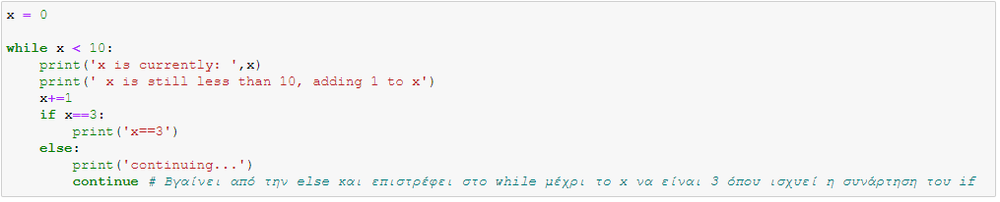 x = 0
while x < 10:
print('x is currently: ',x)
print(' x is still less than 10, adding 1 to x')
x+=1
if x==3:
print('x==3')
else:
print('continuing...')
continue # Βγαίνει από την else και επιστρέφει στο while μέχρι το x να είναι 3 όπου ισχυεί η συνάρτηση του if